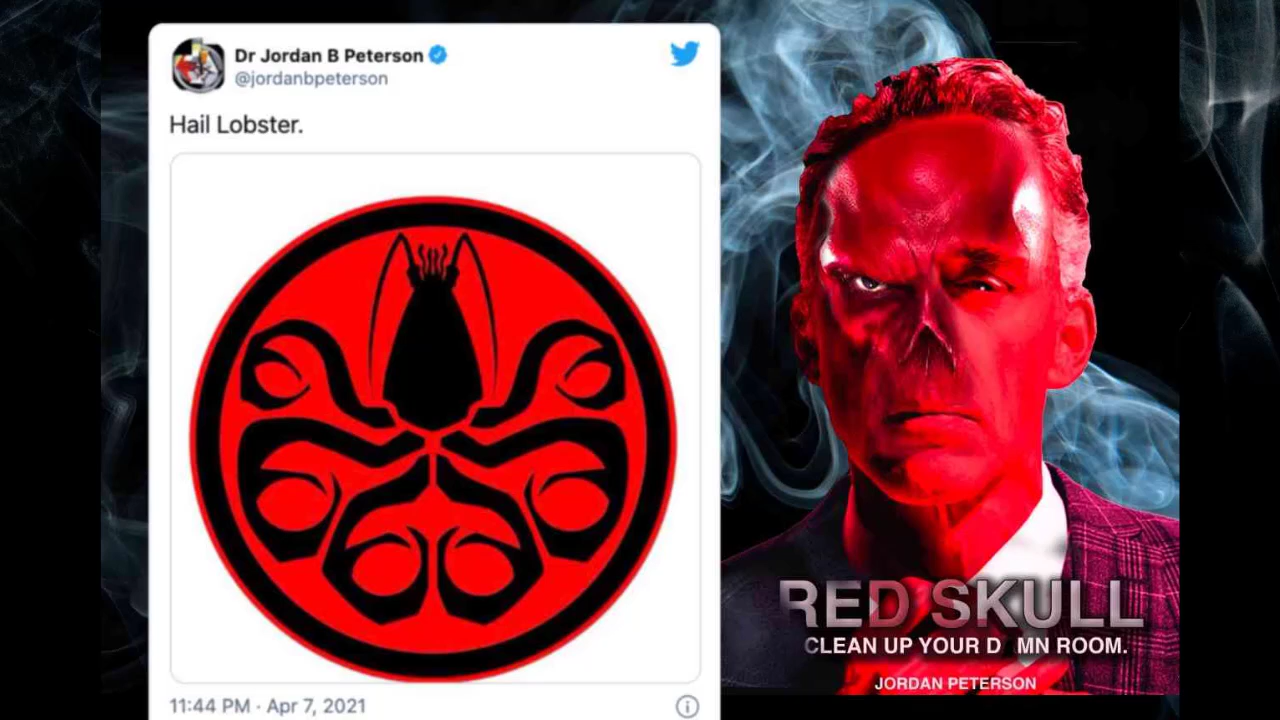 Dr Jordan B Peterson
@jordanbpeterson
Hail Lobster.
11:44 PM · Apr 7, 2021
RED SKULL
CLEAN UP YOUR D MN ROOM.
JORDAN PETERSON